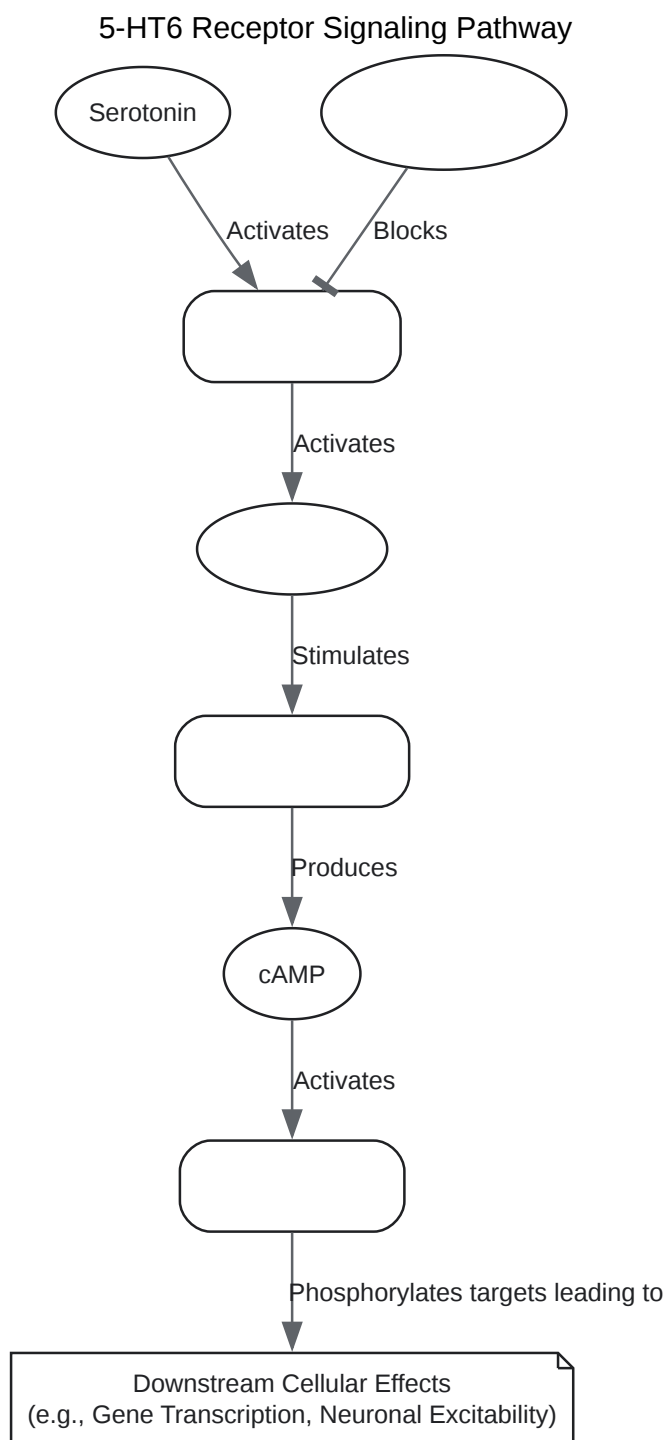 5-HT6 Receptor Signaling Pathway
Serotonin
Activates
Blocks
Activates
Stimulates
Produces
cAMP
Activates
Phosphorylates targets leading to
Downstream Cellular Effects
(e.g., Gene Transcription, Neuronal Excitability)